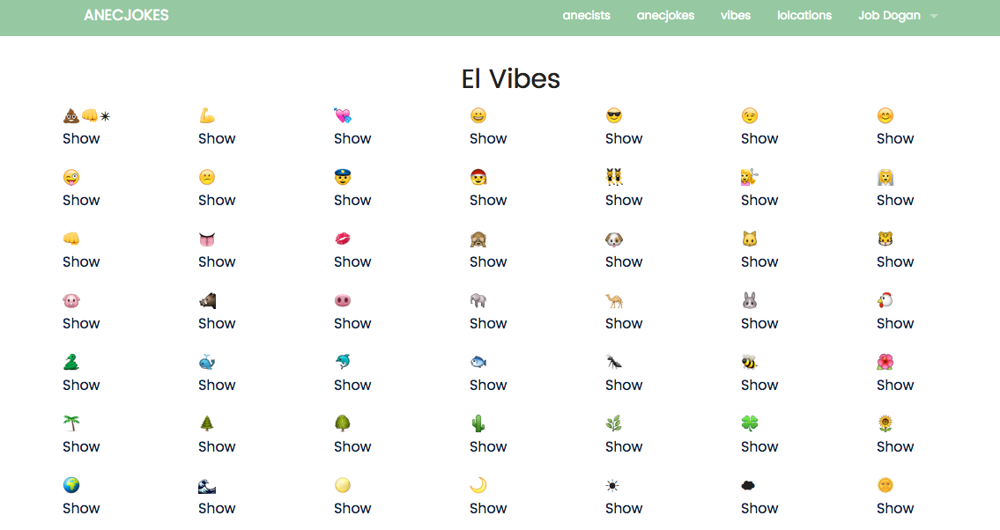 ANECJOKES anecists anecjokes vibes lolcations Job Dogan
El Vibes
💩👊✴ 💪 💘 😀 😎 😉 😊
Show Show Show Show Show Show Show
😜 😕 👮 🎅 👯 💇 👰
Show Show Show Show Show Show Show
👊 👅 💋 🙈 🐶 🐱 🐯
Show Show Show Show Show Show Show
🐷 🐗 🐽 🐘 🐪 🐰 🐔
Show Show Show Show Show Show Show
🐍 🐳 🐬 🐟 🐜 🐝 🌺
Show Show Show Show Show Show Show
🌴 🌲 🌳 🌵 🌿 🍀 🌻
Show Show Show Show Show Show Show
🌍 🌊 🌕 🌙 ☀ ☁ 🌞
Show Show Show Show Show Show Show